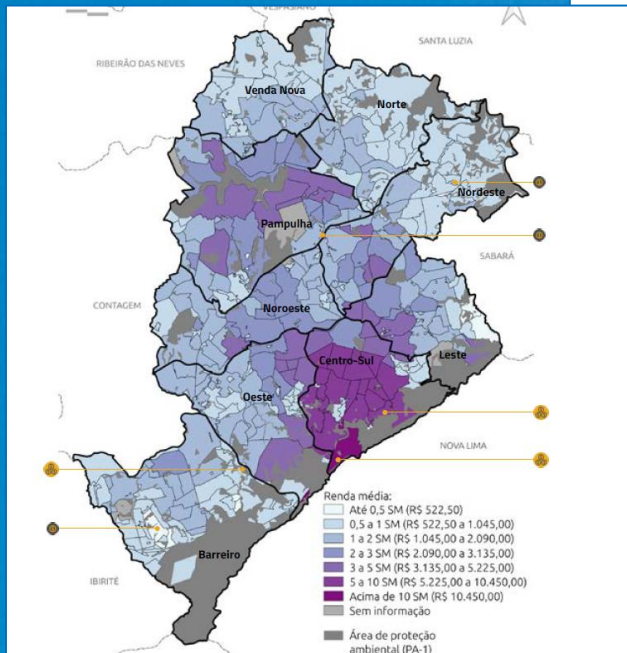 VESPASIANO
SANTA LUZIA
RIBEIRÃO DAS NEVES
Venda Nova
Norte
Nordeste
Pampulha
SABARÁ
CONTAGEM
Noroeste
Centro-Sul
Leste
Oeste
NOVA LIMA
Barreiro
IBIRITÉ
Renda média:
Até 0,5 SM (R$ 522,50)
0,5 a 1 SM (R$ 522,50 a 1.045,00)
1 a 2 SM (R$ 1.045,00 a 2.090,00)
2 a 3 SM (R$ 2.090,00 a 3.135,00)
3 a 5 SM (R$ 3.135,00 a 5.225,00)
5 a 10 SM (R$ 5.225,00 a 10.450,00)
Acima de 10 SM (R$ 10.450,00)
Sem informação
Área de proteção
ambiental (PA-1)